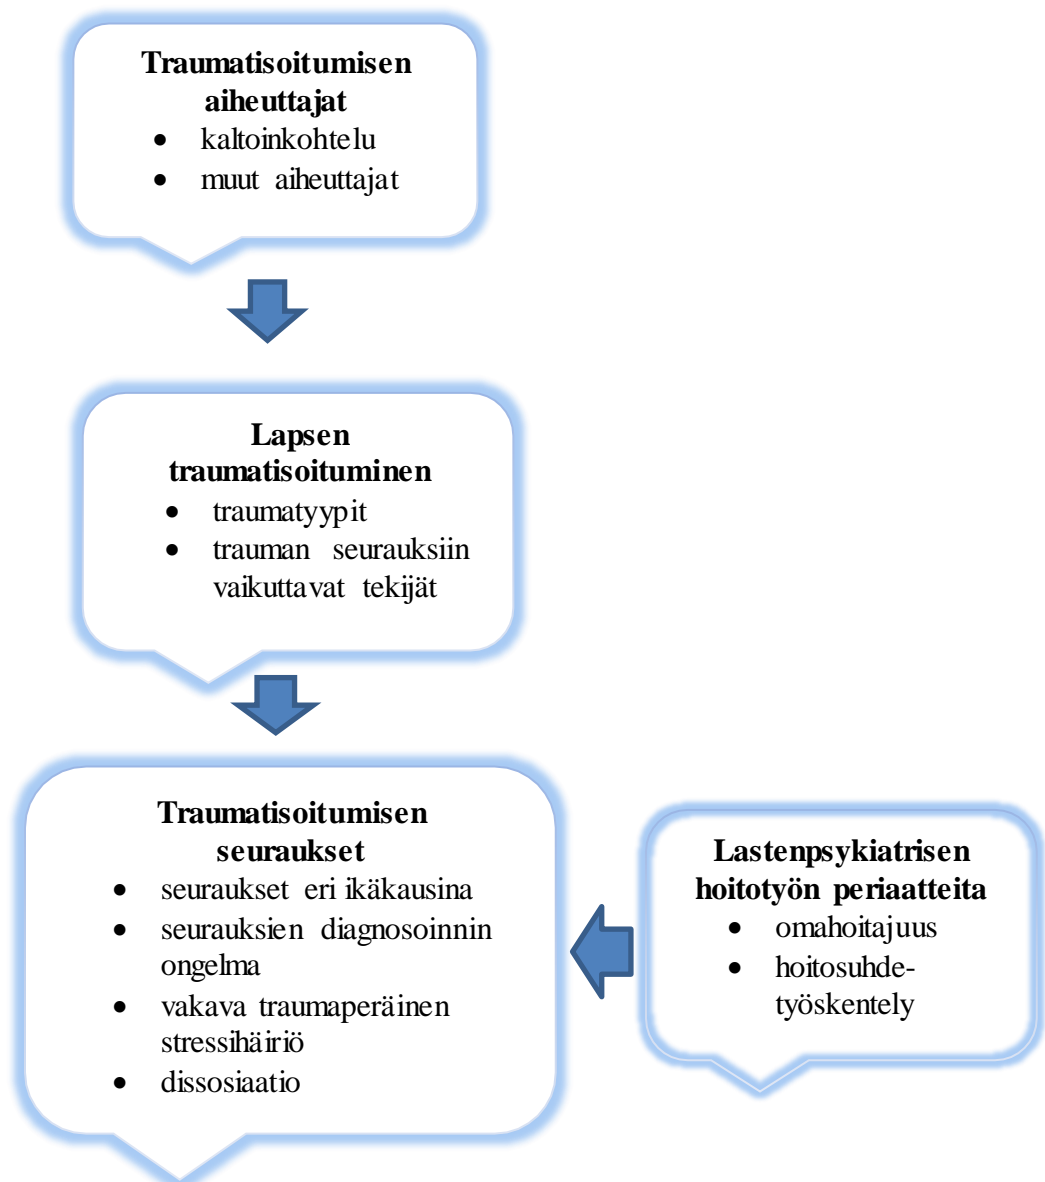 Traumatisoitumisen
aiheuttajat
• kaltoinkohtelu
• muut aiheuttajat
Lapsen
traumatisoituminen
• traumatyypit
• trauman seurauksiin
vaikuttavat tekijät
Traumatisoitumisen
seuraukset
• seuraukset eri ikäkausina
• seurauksien diagnosoinnin
ongelma
• vakava traumaperäinen
stressihäiriö
• dissosiaatio
Lastenpsykiatrisen
hoitotyön periaatteita
• omahoitajuus
• hoitosuhde-
työskentely